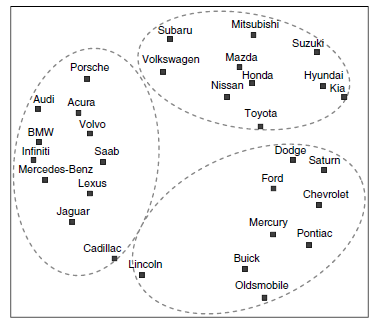 Mitsubishi
Subaru
Suzuki
Volkswagen
Mazda
Porsche
Honda
Hyundai
Nissan
Kia
Audi
Acura
Toyota
Volvo
BMW
Infiniti
Saab
Dodge
Saturn
Mercedes-Benz
Lexus
Ford
Chevrolet
Jaguar
Mercury
Pontiac
Cadillac
Lincoln
Buick
Oldsmobile